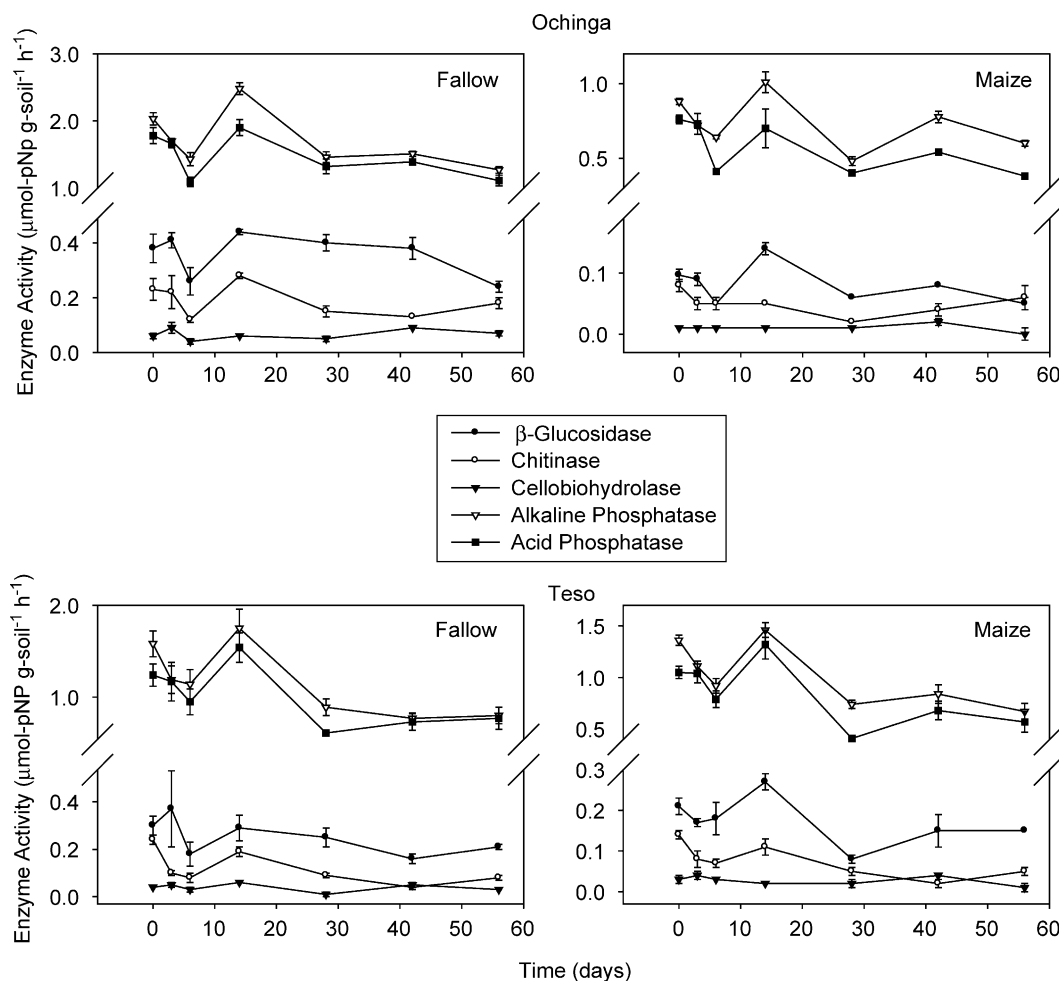 Ochinga
Enzyme Activity (μmol-pNp g-soil⁻¹ h⁻¹)
3.0
2.0
1.0
0.4
0.2
0.0
Fallow
0 10 20 30 40 50 60
1.0
0.5
0.1
0.0
Maize
0 10 20 30 40 50 60
β-Glucosidase
Chitinase
Cellobiohydrolase
Alkaline Phosphatase
Acid Phosphatase
Teso
Enzyme Activity (μmol-pNP g-soil⁻¹ h⁻¹)
2.0
1.0
0.4
0.2
0.0
Fallow
0 10 20 30 40 50 60
1.5
1.0
0.5
0.3
0.2
0.1
0.0
Maize
0 10 20 30 40 50 60
Time (days)